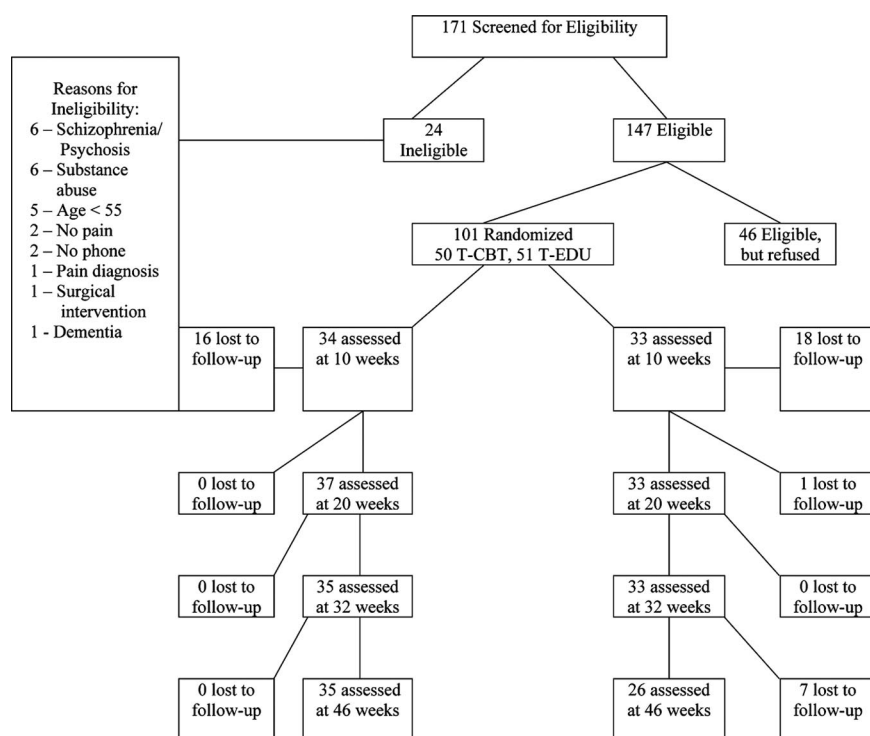 171 Screened for Eligibility
Reasons for
Ineligibility:
6 – Schizophrenia/
Psychosis
6 – Substance
abuse
5 – Age < 55
2 – No pain
2 – No phone
1 – Pain diagnosis
1 – Surgical
intervention
1 - Dementia
24
Ineligible
147 Eligible
101 Randomized
50 T-CBT, 51 T-EDU
46 Eligible,
but refused
16 lost to
follow-up
34 assessed
at 10 weeks
33 assessed
at 10 weeks
18 lost to
follow-up
0 lost to
follow-up
37 assessed
at 20 weeks
33 assessed
at 20 weeks
1 lost to
follow-up
0 lost to
follow-up
35 assessed
at 32 weeks
33 assessed
at 32 weeks
0 lost to
follow-up
0 lost to
follow-up
35 assessed
at 46 weeks
26 assessed
at 46 weeks
7 lost to
follow-up